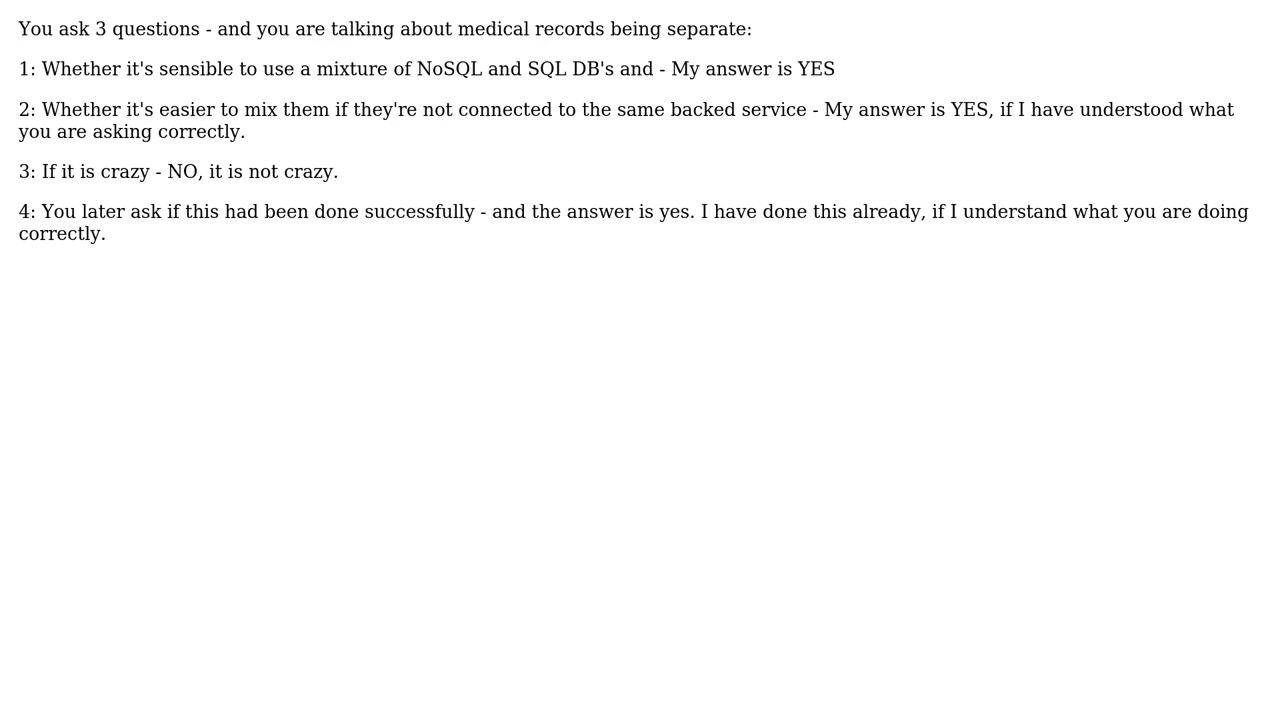 You ask 3 questions - and you are talking about medical records being separate:
1: Whether it's sensible to use a mixture of NoSQL and SQL DB's and - My answer is YES
2: Whether it's easier to mix them if they're not connected to the same backed service - My answer is YES, if I have understood what
you are asking correctly.
3: If it is crazy - NO, it is not crazy.
4: You later ask if this had been done successfully - and the answer is yes. I have done this already, if I understand what you are doing
correctly.